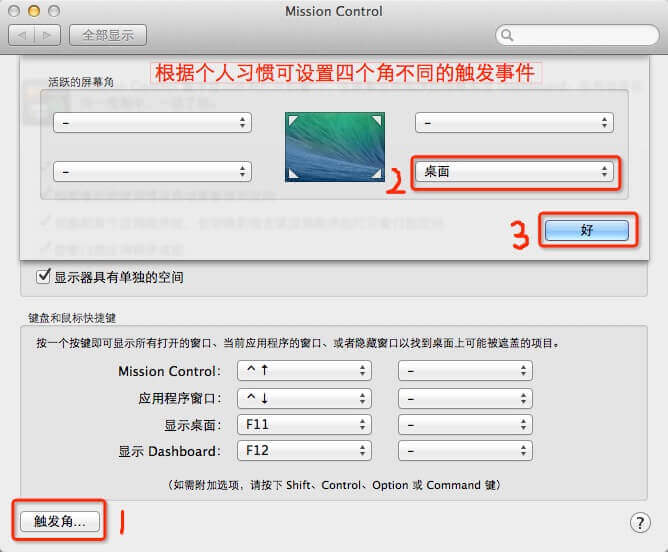 Mission Control
全部显示
根据个人习惯可设置四个角不同的触发事件
活跃的屏幕角
– –
– 桌面
2
好
3
显示器具有单独的空间
键盘和鼠标快捷键
按一个按键即可显示所有打开的窗口、当前应用程序的窗口、或者隐藏窗口以找到桌面上可能被遮盖的项目。
Mission Control: ^↑ –
应用程序窗口: ^↓ –
显示桌面: F11 –
显示 Dashboard: F12 –
(如需附加选项，请按下 Shift、Control、Option 或 Command 键)
触发角... 1
?